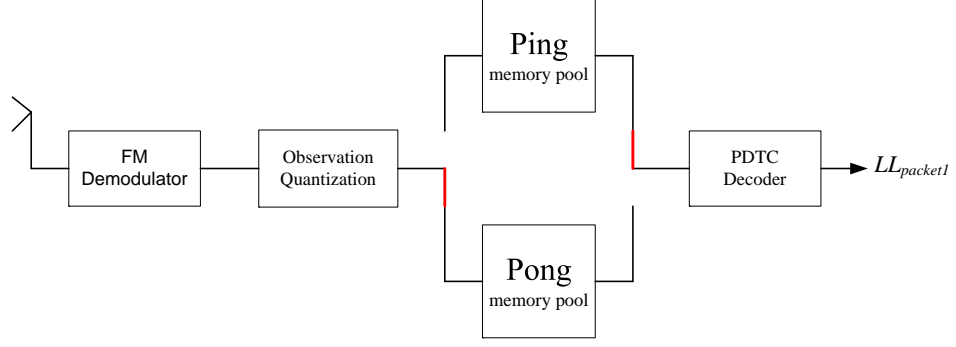 Ping
memory pool
FM
Demodulator
Observation
Quantization
PDTC
Decoder
LLpacket1
Pong
memory pool